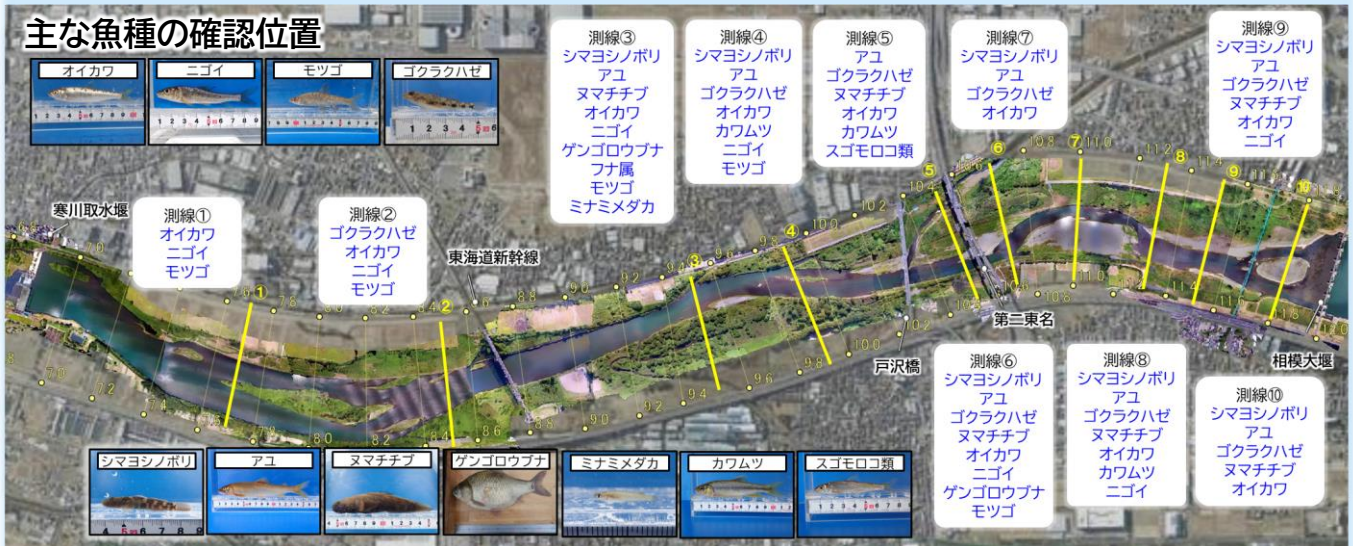 主な魚種の確認位置
オイカワ
ニゴイ
モツゴ
ゴクラクハゼ
測線③
シマヨシノボリ
アユ
ヌマチチブ
オイカワ
ニゴイ
ゲンゴロウブナ
フナ属
モツゴ
ミナミメダカ
測線④
シマヨシノボリ
アユ
ゴクラクハゼ
オイカワ
カワムツ
ニゴイ
モツゴ
測線⑤
アユ
ゴクラクハゼ
ヌマチチブ
オイカワ
カワムツ
スゴモロコ類
測線⑦
シマヨシノボリ
アユ
ゴクラクハゼ
オイカワ
測線⑨
シマヨシノボリ
アユ
ゴクラクハゼ
ヌマチチブ
オイカワ
ニゴイ
寒川取水堰
測線①
オイカワ
ニゴイ
モツゴ
測線②
ゴクラクハゼ
オイカワ
ニゴイ
モツゴ
東海道新幹線
①
②
③
④
⑤
⑥
⑦
⑧
⑨
⑩
戸沢橋
第二東名
相模大堰
測線⑥
シマヨシノボリ
アユ
ゴクラクハゼ
ヌマチチブ
オイカワ
ニゴイ
ゲンゴロウブナ
モツゴ
測線⑧
シマヨシノボリ
アユ
ゴクラクハゼ
ヌマチチブ
オイカワ
カワムツ
ニゴイ
測線⑩
シマヨシノボリ
アユ
ゴクラクハゼ
ヌマチチブ
オイカワ
シマヨシノボリ
アユ
ヌマチチブ
ゲンゴロウブナ
ミナミメダカ
カワムツ
スゴモロコ類